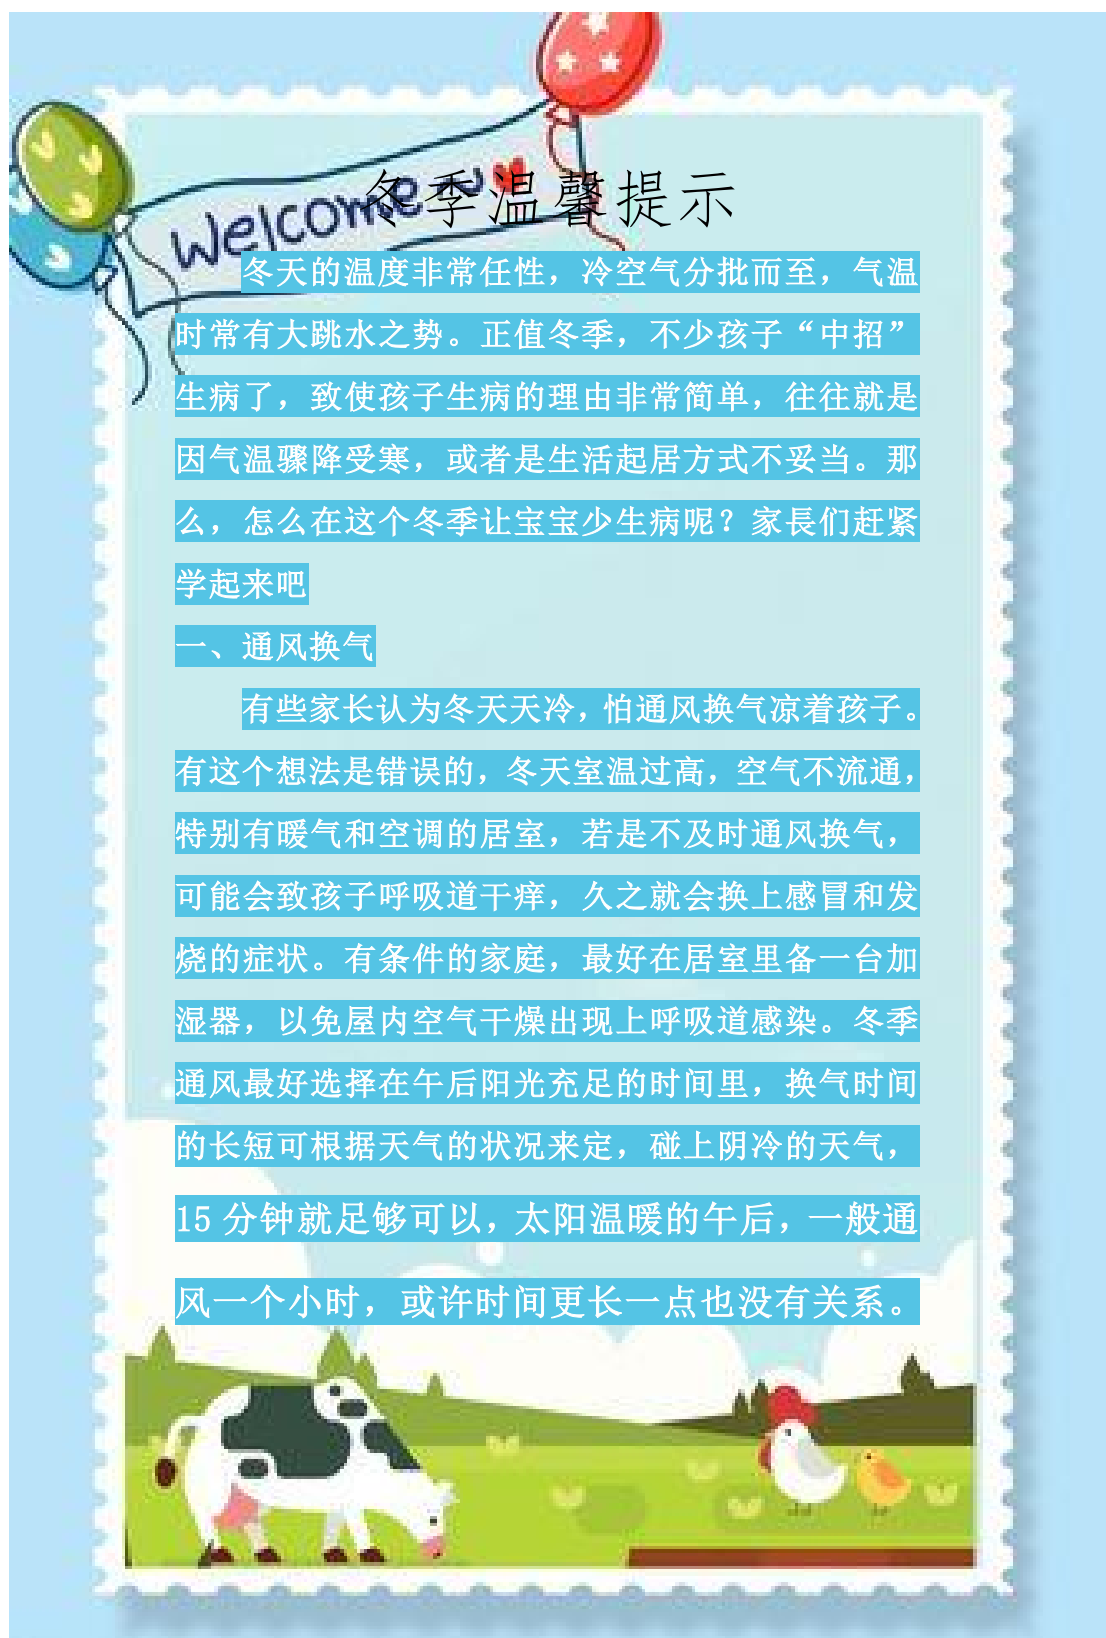 Welcome
冬季温馨提示
冬天的温度非常任性，冷空气分批而至，气温
时常有大跳水之势。正值冬季，不少孩子“中招”
生病了，致使孩子生病的理由非常简单，往往就是
因气温骤降受寒，或者是生活起居方式不妥当。那
么，怎么在这个冬季让宝宝少生病呢？家長们赶紧
学起来吧
一、通风换气
有些家长认为冬天天冷，怕通风换气凉着孩子。
有这个想法是错误的，冬天室温过高，空气不流通，
特别有暖气和空调的居室，若是不及时通风换气，
可能会致孩子呼吸道干痒，久之就会换上感冒和发
烧的症状。有条件的家庭，最好在居室里备一台加
湿器，以免屋内空气干燥出现上呼吸道感染。冬季
通风最好选择在午后阳光充足的时间里，换气时间
的长短可根据天气的状况来定，碰上阴冷的天气，
15 分钟就足够可以，太阳温暖的午后，一般通
风一个小时，或许时间更长一点也没有关系。